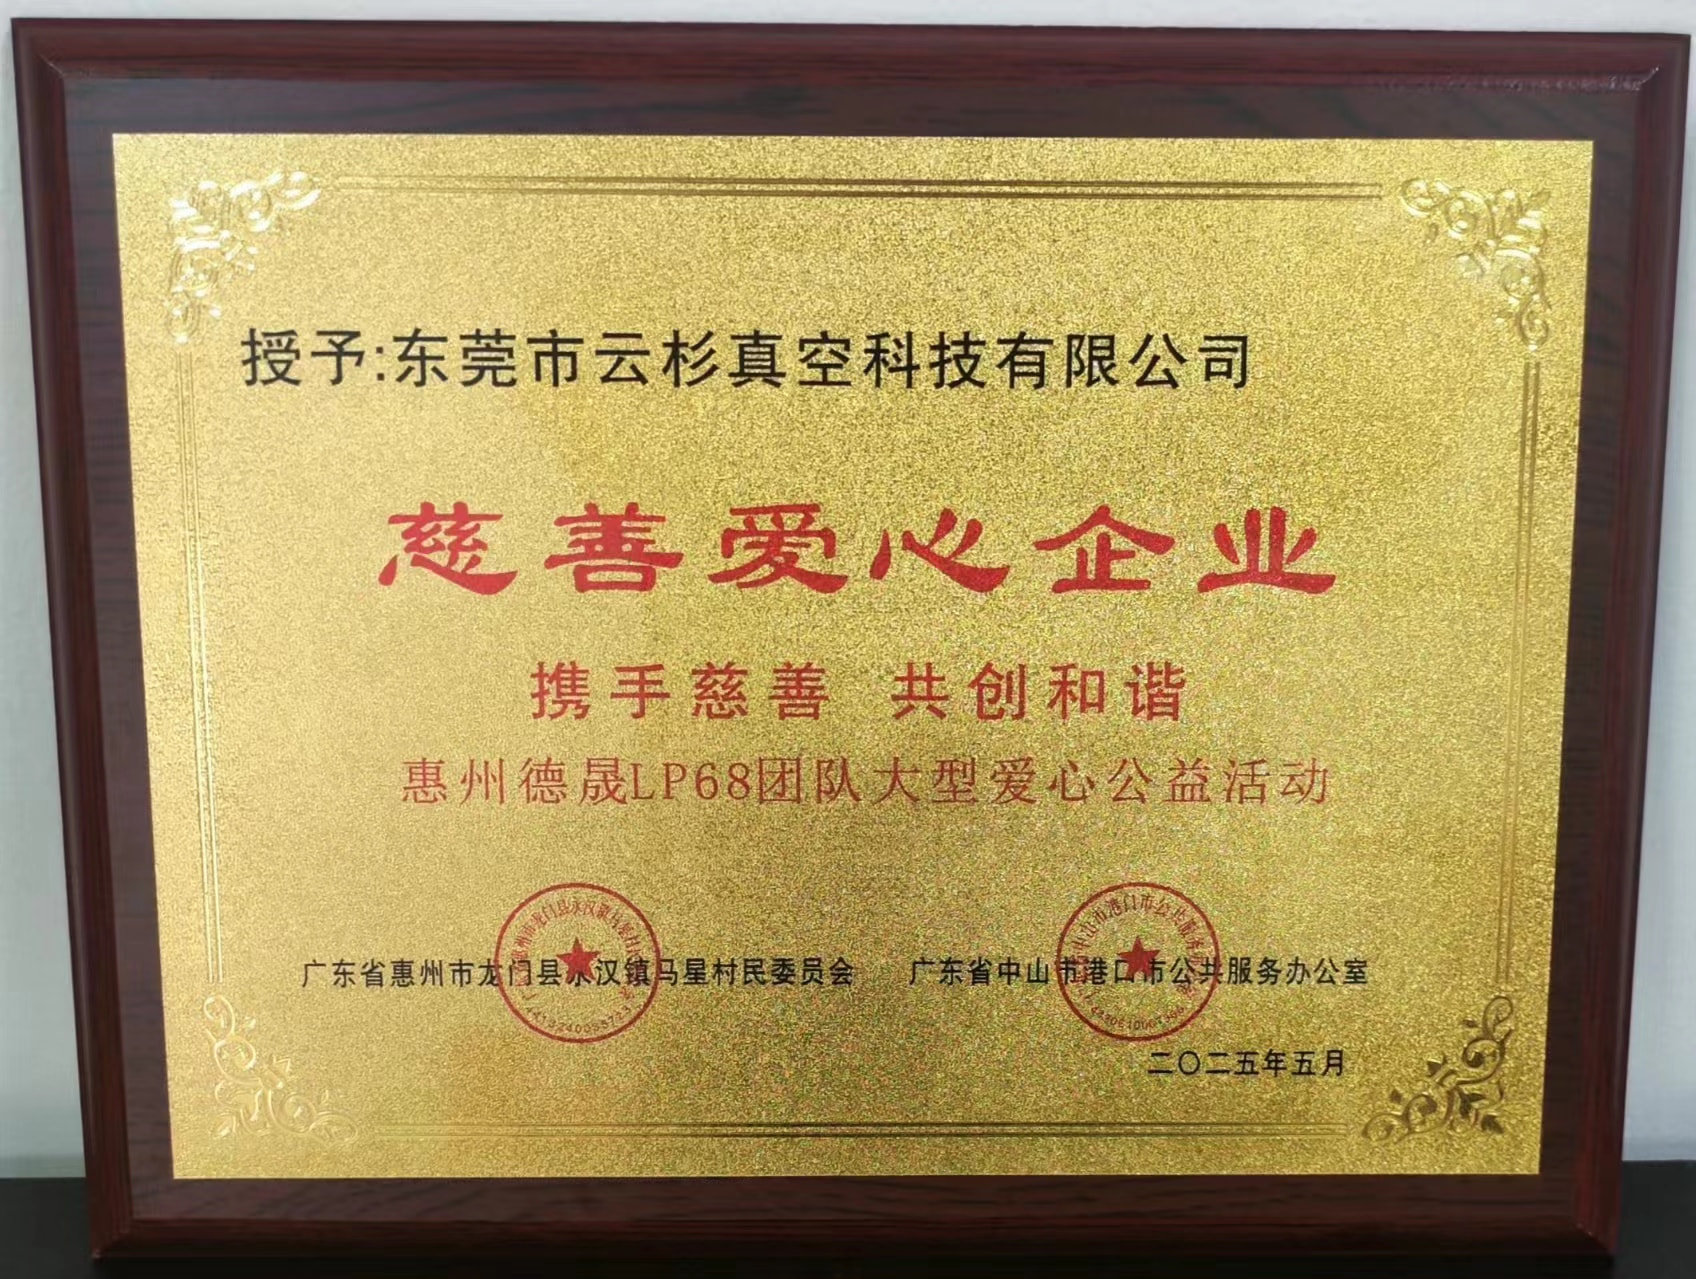 授予:东莞市云杉真空科技有限公司
慈善爱心企业
携手慈善 共创和谐
惠州德晟LP68团队大型爱心公益活动
广东省惠州市龙门县永汉镇马星村民委员会 广东省中山市港口市公共服务办公室
二〇二五年五月